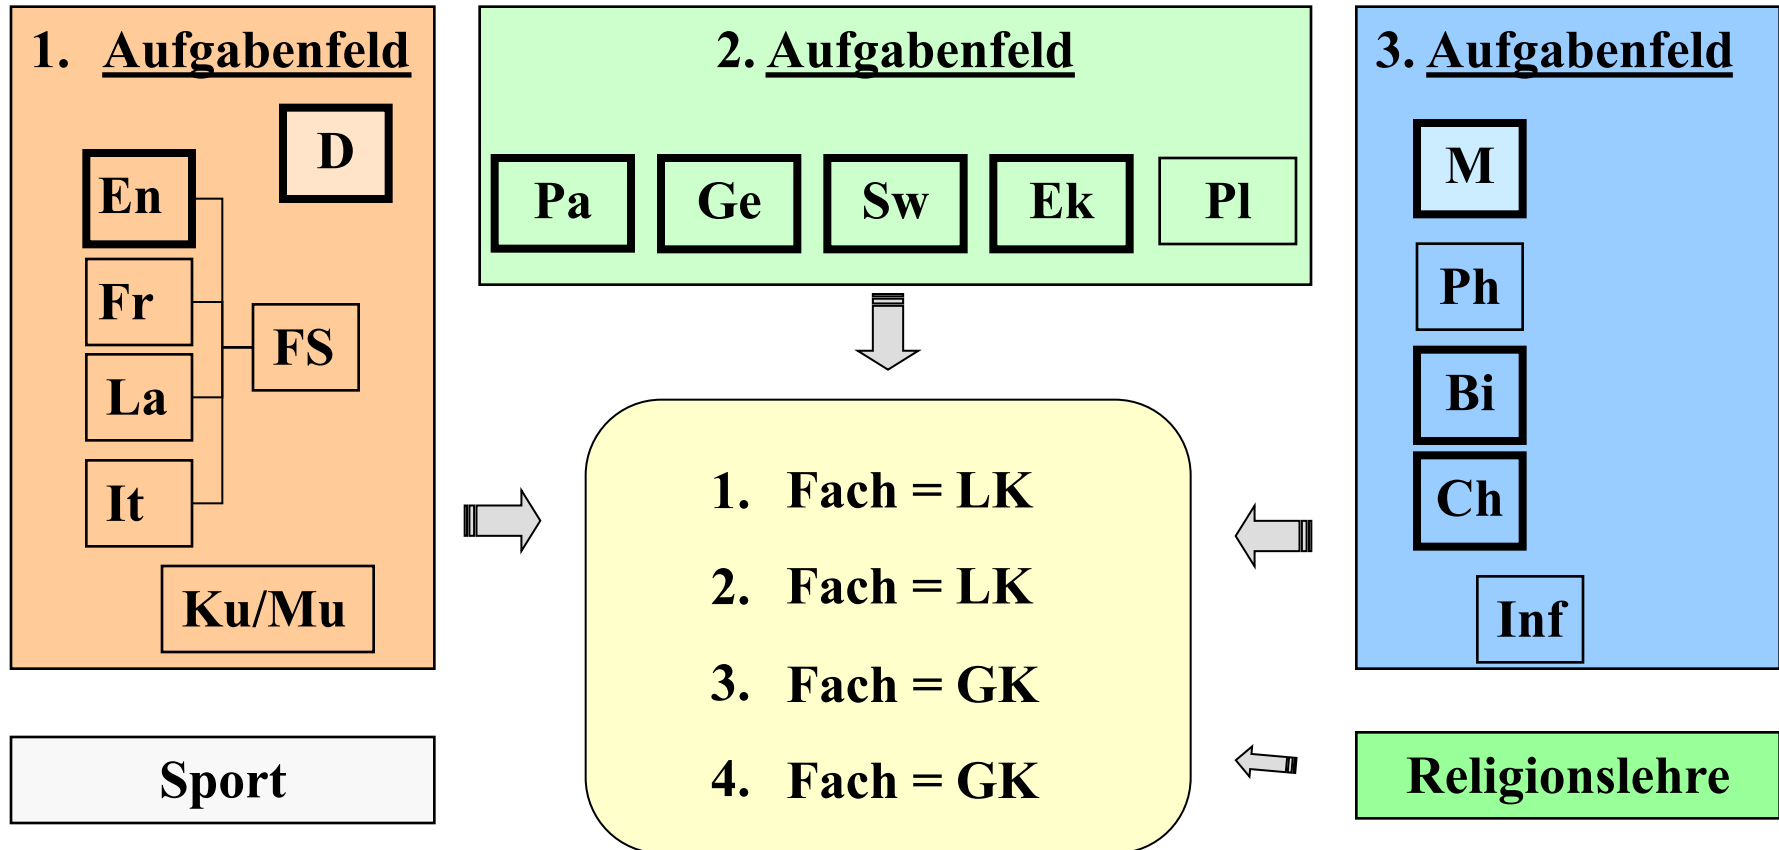 1. Aufgabenfeld
D
En
Fr
FS
La
It
Ku/Mu
2. Aufgabenfeld
Pa Ge Sw Ek Pl
3. Aufgabenfeld
M
Ph
Bi
Ch
Inf
1. Fach = LK
2. Fach = LK
3. Fach = GK
4. Fach = GK
Sport
Religionslehre